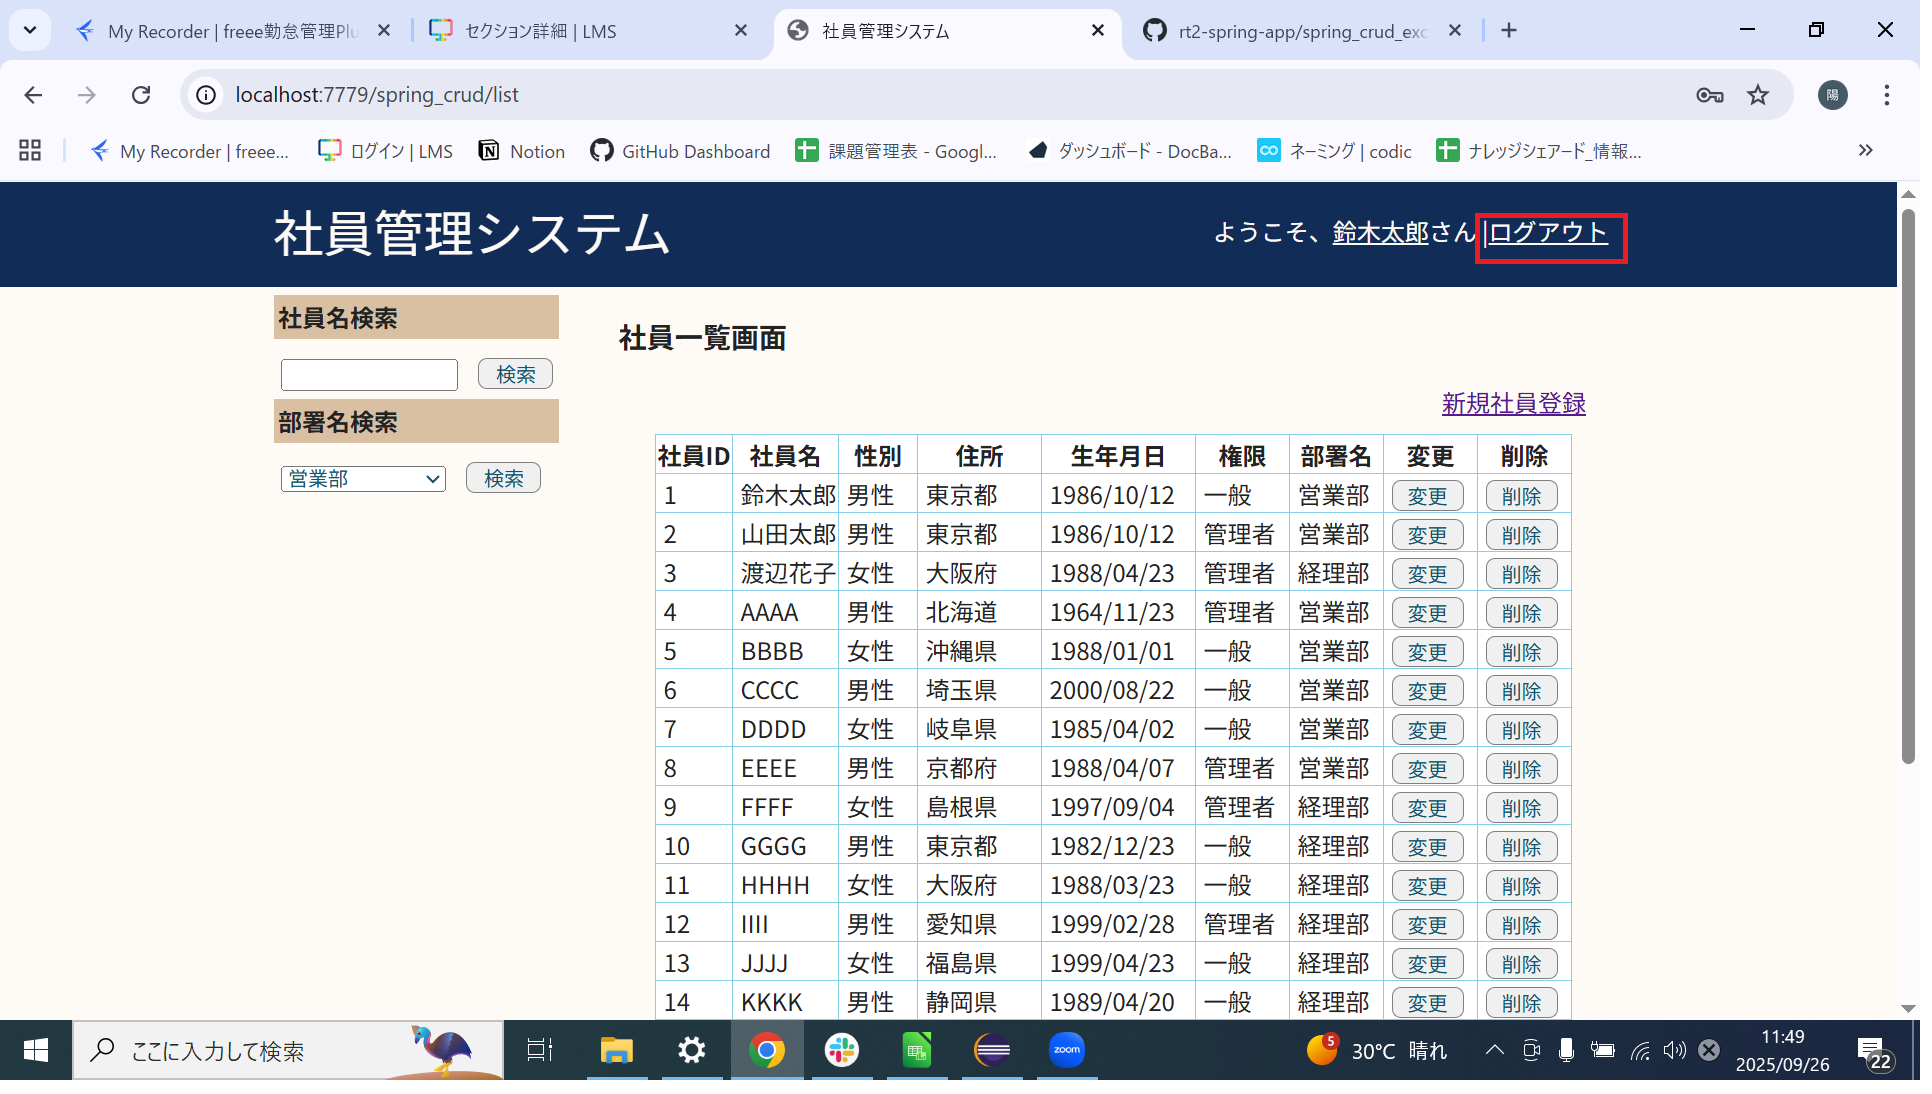 My Recorder | freee勤怠管理Plu
セクション詳細 | LMS
社員管理システム
rt2-spring-app/spring_crud_exc
localhost:7779/spring_crud/list
陽
My Recorder | freee...
ログイン | LMS
Notion
GitHub Dashboard
課題管理表 - Googl...
ダッシュボード - DocBa...
ネーミング | codic
ナレッジシェアード_情報...
社員管理システム
ようこそ、鈴木太郎さん |ログアウト
社員名検索
検索
部署名検索
営業部 検索
社員一覧画面
新規社員登録
社員ID 社員名 性別 住所 生年月日 権限 部署名 変更 削除
1 鈴木太郎 男性 東京都 1986/10/12 一般 営業部 変更 削除
2 山田太郎 男性 東京都 1986/10/12 管理者 営業部 変更 削除
3 渡辺花子 女性 大阪府 1988/04/23 管理者 経理部 変更 削除
4 AAAA 男性 北海道 1964/11/23 管理者 営業部 変更 削除
5 BBBB 女性 沖縄県 1988/01/01 一般 営業部 変更 削除
6 CCCC 男性 埼玉県 2000/08/22 一般 営業部 変更 削除
7 DDDD 女性 岐阜県 1985/04/02 一般 営業部 変更 削除
8 EEEE 男性 京都府 1988/04/07 管理者 営業部 変更 削除
9 FFFF 女性 島根県 1997/09/04 管理者 経理部 変更 削除
10 GGGG 男性 東京都 1982/12/23 一般 経理部 変更 削除
11 HHHH 女性 大阪府 1988/03/23 一般 経理部 変更 削除
12 IIII 男性 愛知県 1999/02/28 管理者 経理部 変更 削除
13 JJJJ 女性 福島県 1999/04/23 一般 経理部 変更 削除
14 KKKK 男性 静岡県 1989/04/20 一般 経理部 変更 削除
ここに入力して検索
zoom
5
30°C 晴れ
11:49
2025/09/26
22